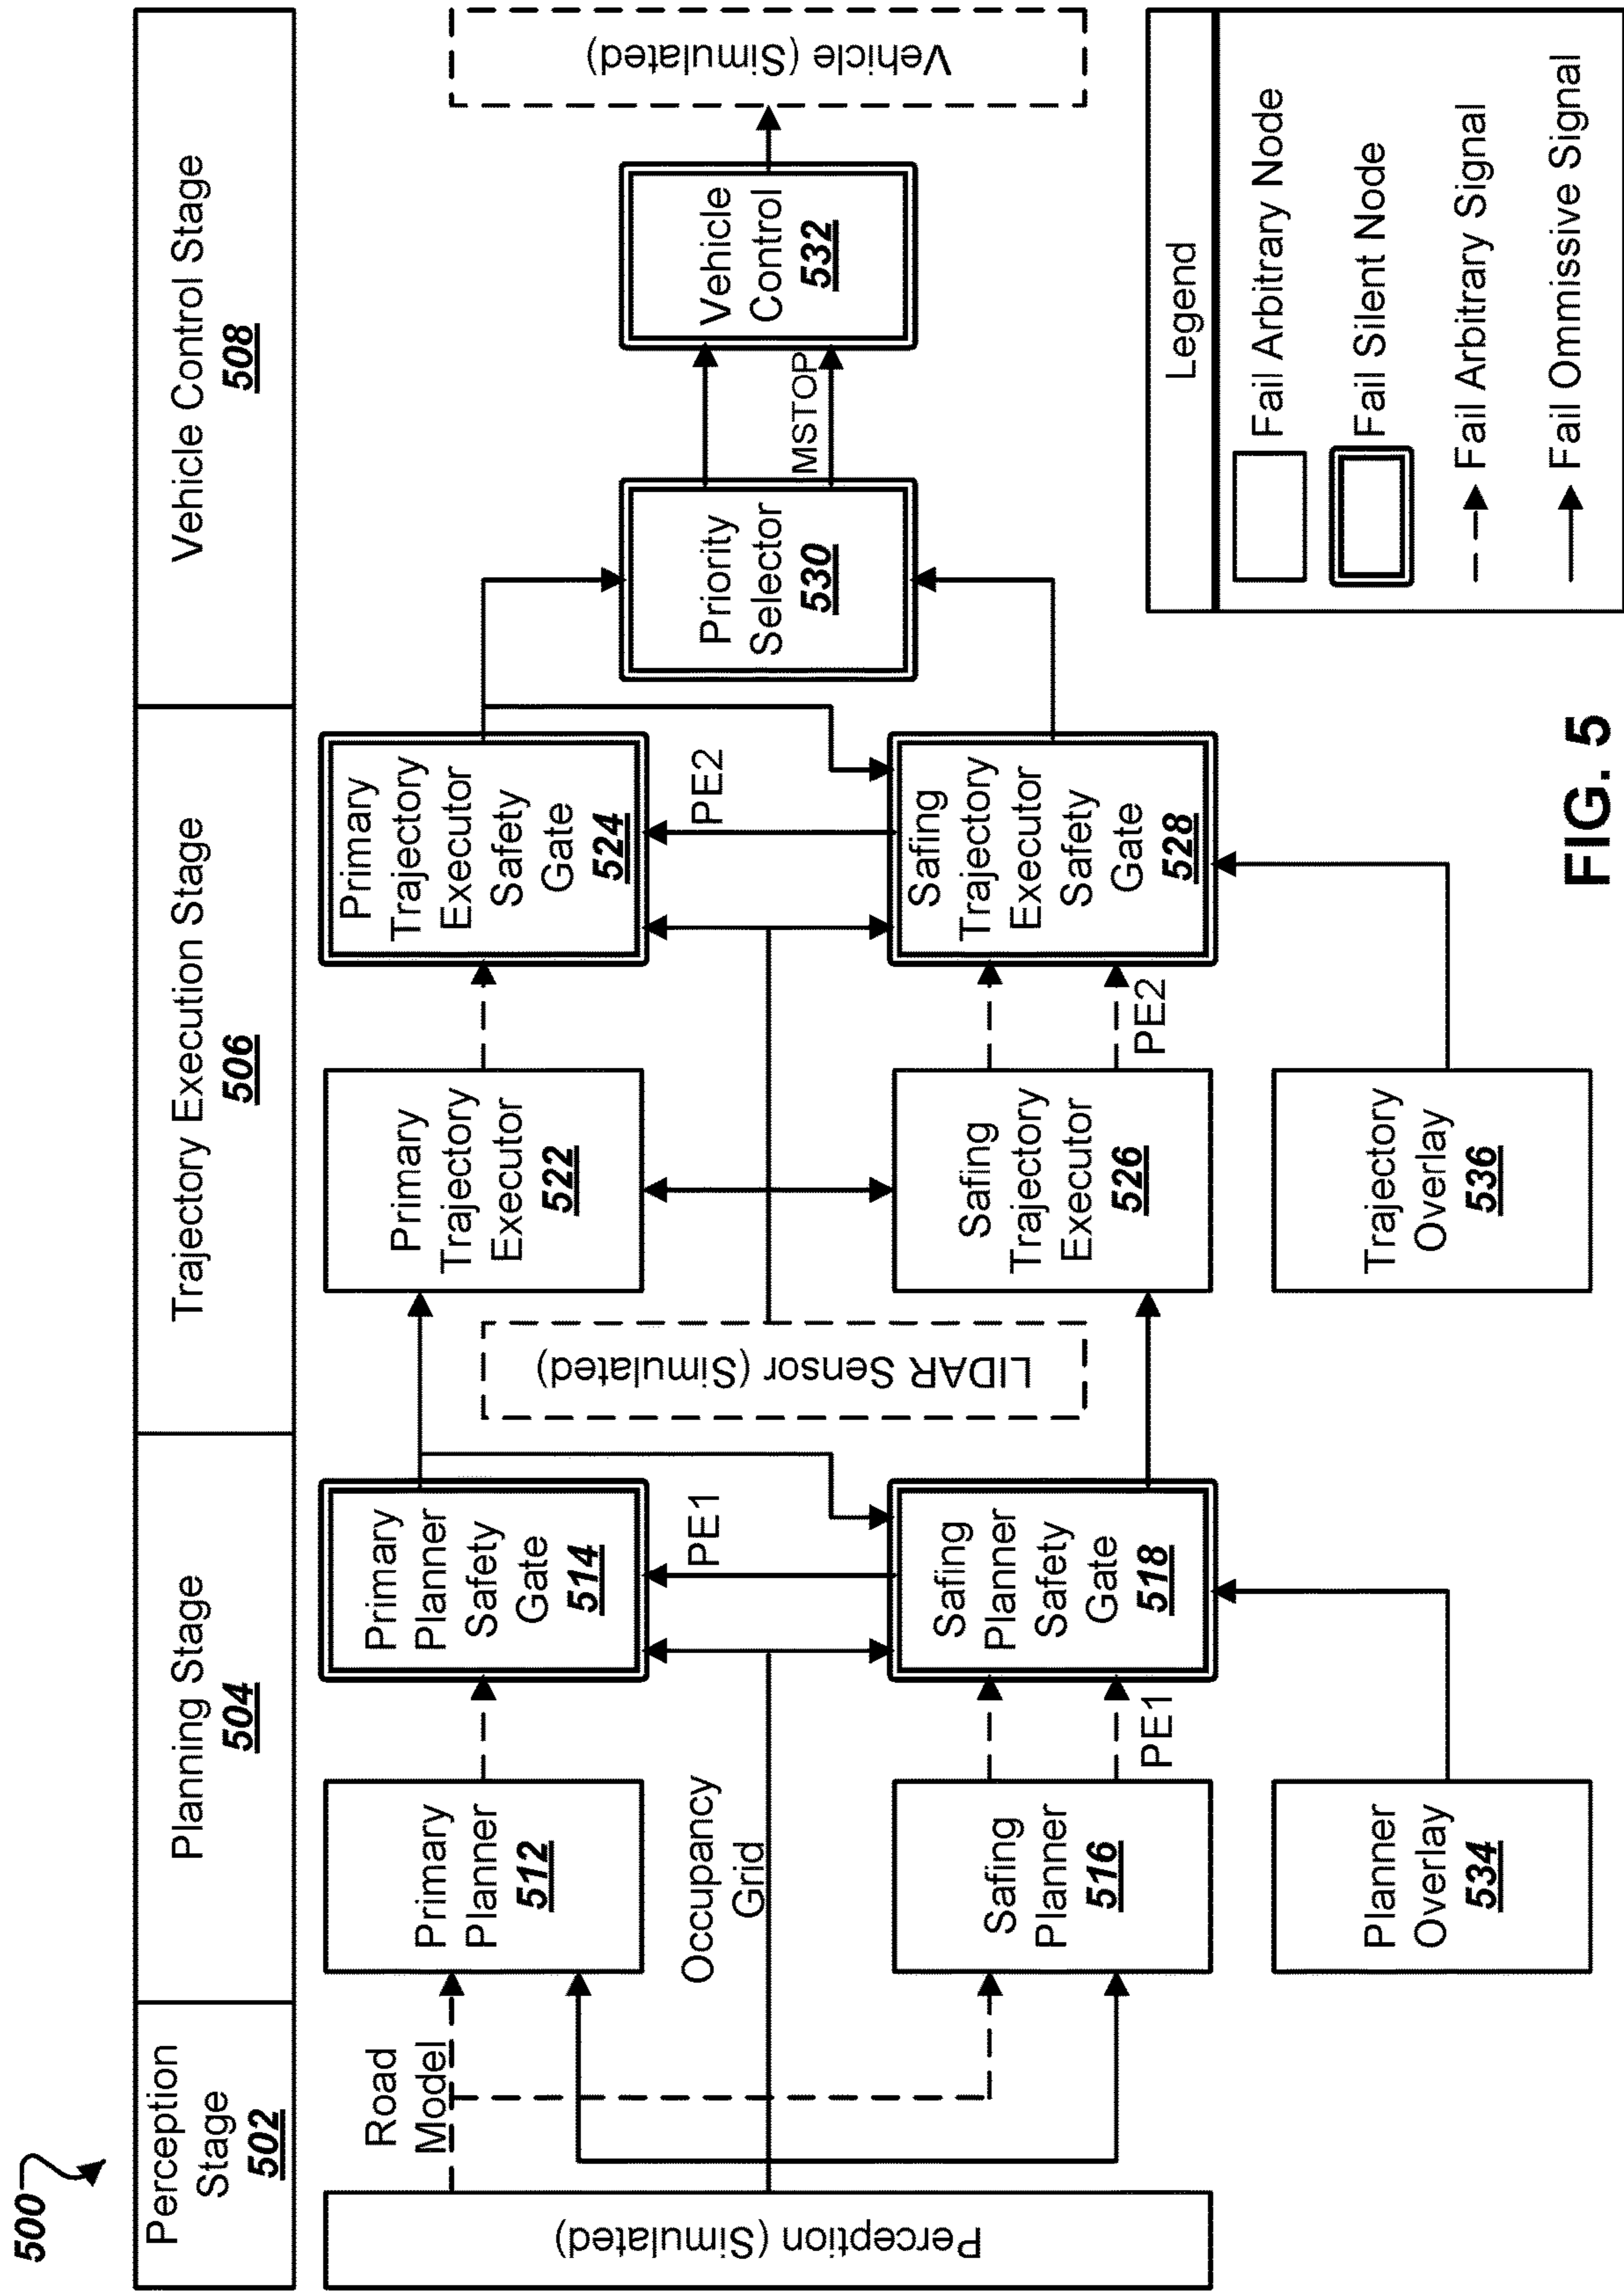 500
Perception
Stage
502
Planning Stage
504
Trajectory Execution Stage
506
Vehicle Control Stage
508
Perception (Simulated)
Road
Model
Occupancy
Grid
Primary
Planner
512
Safing
Planner
516
PE1
Planner
Overlay
534
Primary
Planner
Safety
Gate
514
PE1
Safing
Planner
Safety
Gate
518
LIDAR Sensor (Simulated)
Primary
Trajectory
Executor
522
Safing
Trajectory
Executor
526
PE2
Trajectory
Overlay
536
Primary
Trajectory
Executor
Safety
Gate
524
PE2
Safing
Trajectory
Executor
Safety
Gate
528
Priority
Selector
530
MSTOP
Vehicle
Control
532
Vehicle (Simulated)
Legend
Fail Arbitrary Node
Fail Silent Node
Fail Arbitrary Signal
Fail Ommissive Signal
FIG. 5